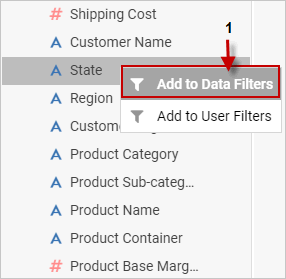 # Shipping Cost
1
A Customer Name
A State
Add to Data Filters
A Region
Add to User Filters
A Custome
A Product Category
A Product Sub-categ...
A Product Name
A Product Container
# Product Base Marg...